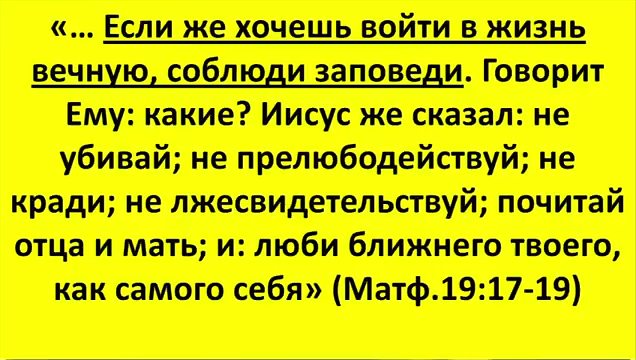 «… Если же хочешь войти в жизнь
вечную, соблюди заповеди. Говорит
Ему: какие? Иисус же сказал: не
убивай; не прелюбодействуй; не
кради; не лжесвидетельствуй; почитай
отца и мать; и: люби ближнего твоего,
как самого себя» (Матф.19:17-19)